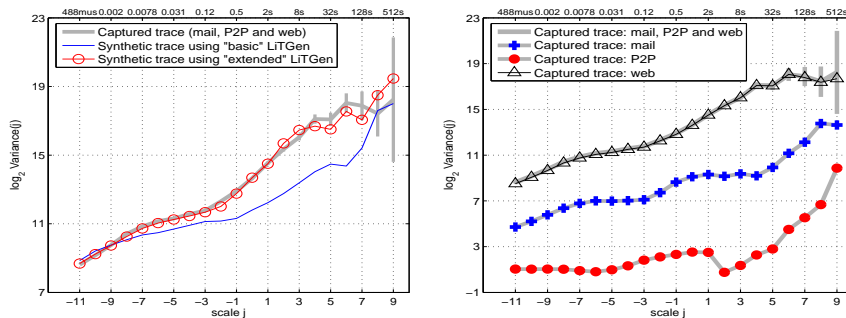 488mus 0.002 0.0078 0.031 0.12 0.5 2s 8s 32s 128s 512s
Captured trace (mail, P2P and web)
Synthetic trace using "basic" LiTGen
Synthetic trace using "extended" LiTGen
23
19
15
11
7
log2 Variance(j)
−11 −9 −7 −5 −3 −1 1 3 5 7 9
scale j
488mus 0.002 0.0078 0.031 0.12 0.5 2s 8s 32s 128s 512s
Captured trace: mail, P2P and web
Captured trace: mail
Captured trace: P2P
Captured trace: web
23
19
15
11
7
3
−1
log2 Variance(j)
−11 −9 −7 −5 −3 −1 1 3 5 7 9
scale j